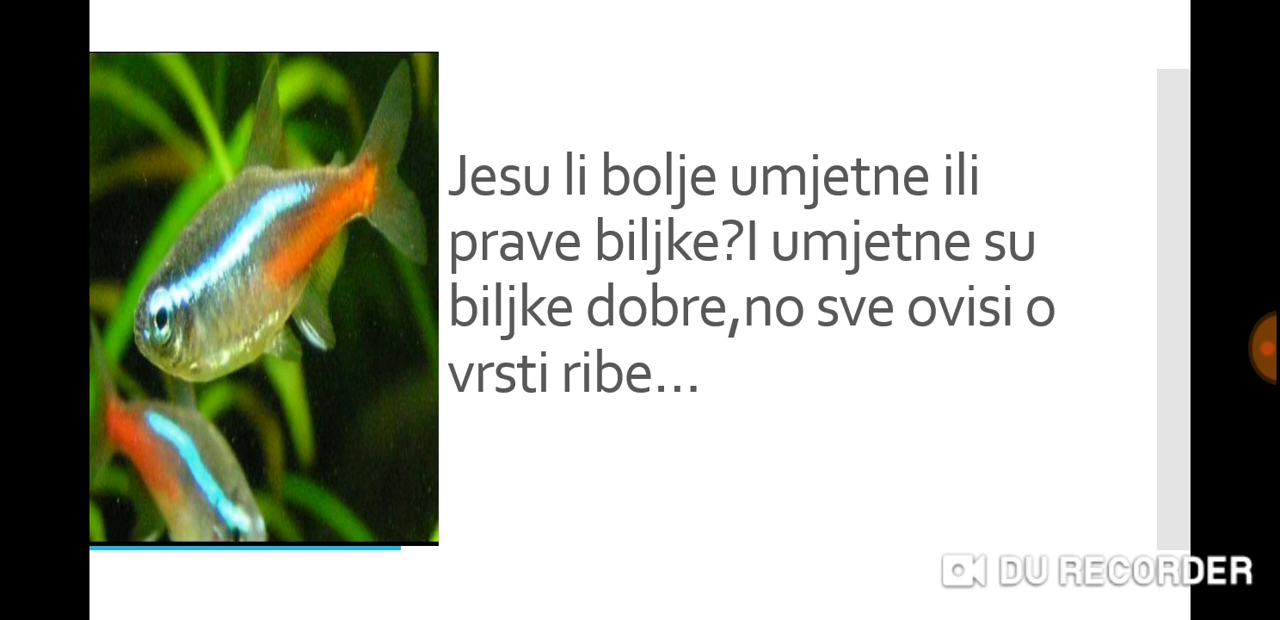 Jesu li bolje umjetne ili
prave biljke?I umjetne su
biljke dobre,no sve ovisi o
vrsti ribe...
DU RECORDER